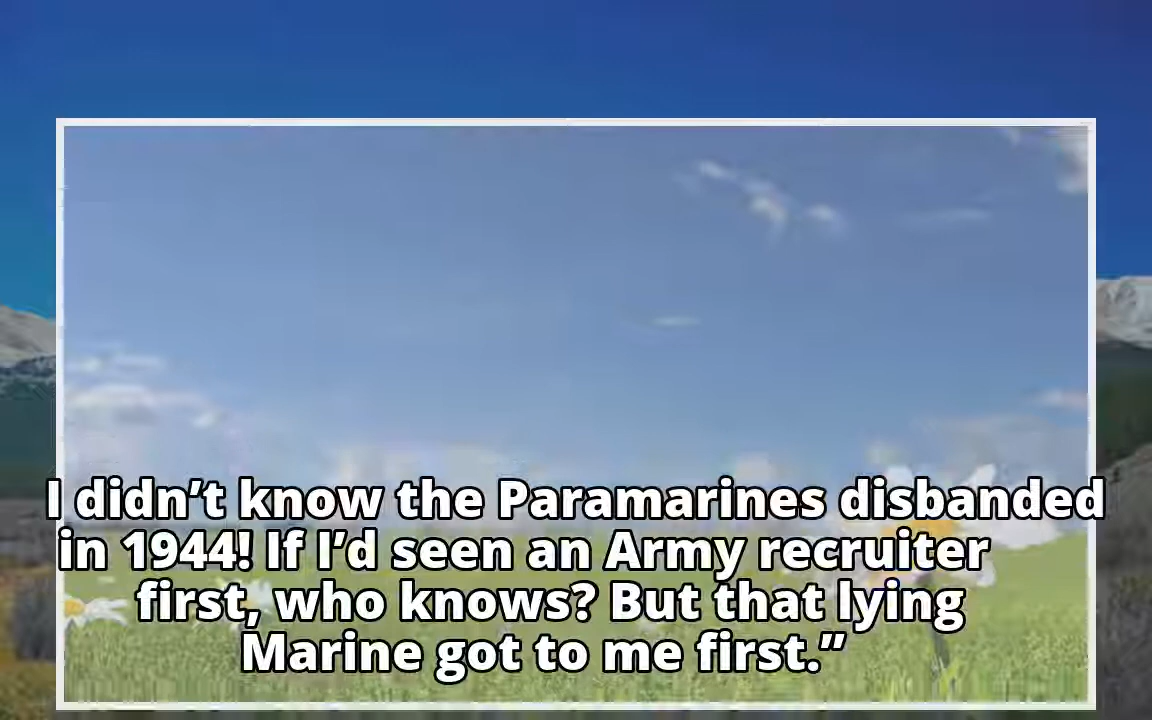 I didn’t know the Paramarines disbanded
in 1944! If I’d seen an Army recruiter
first, who knows? But that lying
Marine got to me first.”